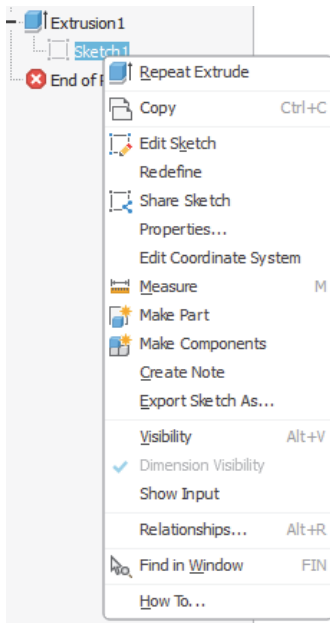 Extrusion1
Sketch1
End of
Repeat Extrude
Copy Ctrl+C
Edit Sketch
Redefine
Share Sketch
Properties...
Edit Coordinate System
Measure M
Make Part
Make Components
Create Note
Export Sketch As...
Visibility Alt+V
Dimension Visibility
Show Input
Relationships... Alt+R
Find in Window FIN
How To...